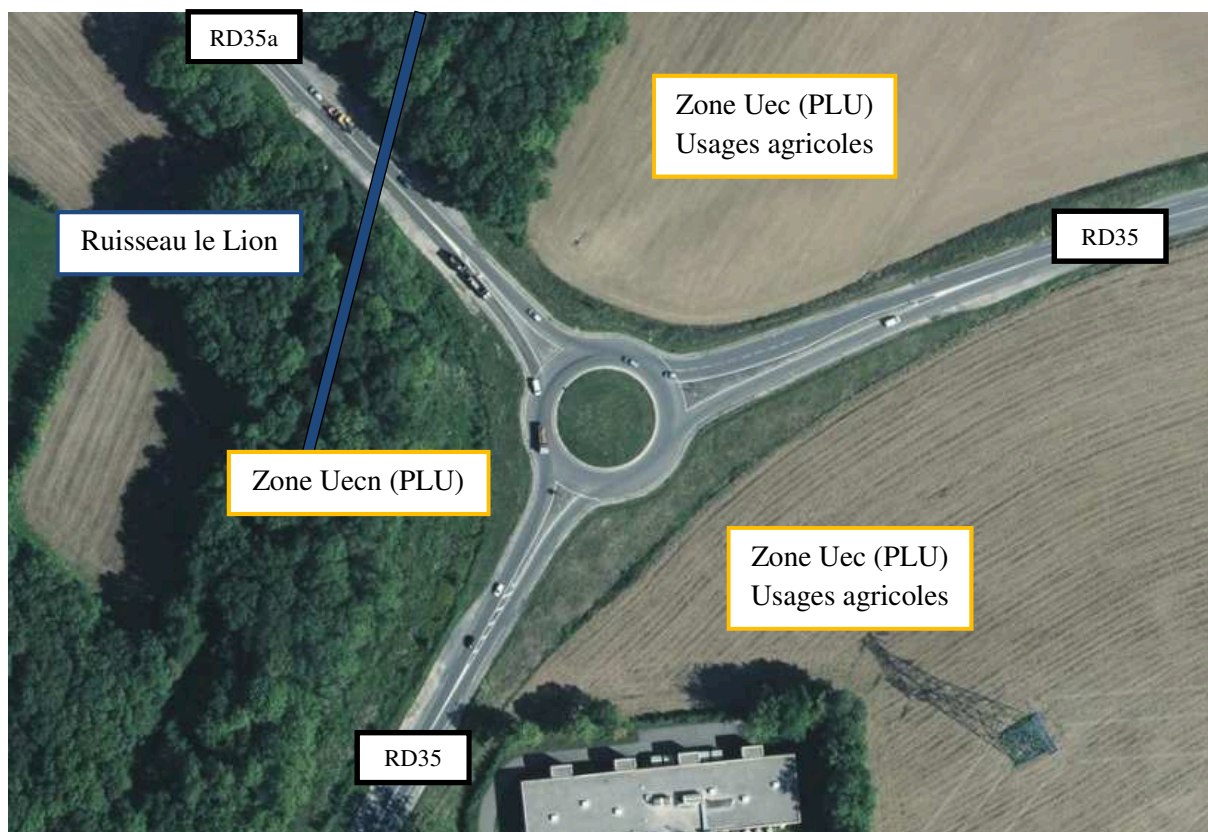 RD35a
Zone Uec (PLU)
Usages agricoles
Ruisseau le Lion
RD35
Zone Uecn (PLU)
Zone Uec (PLU)
Usages agricoles
RD35